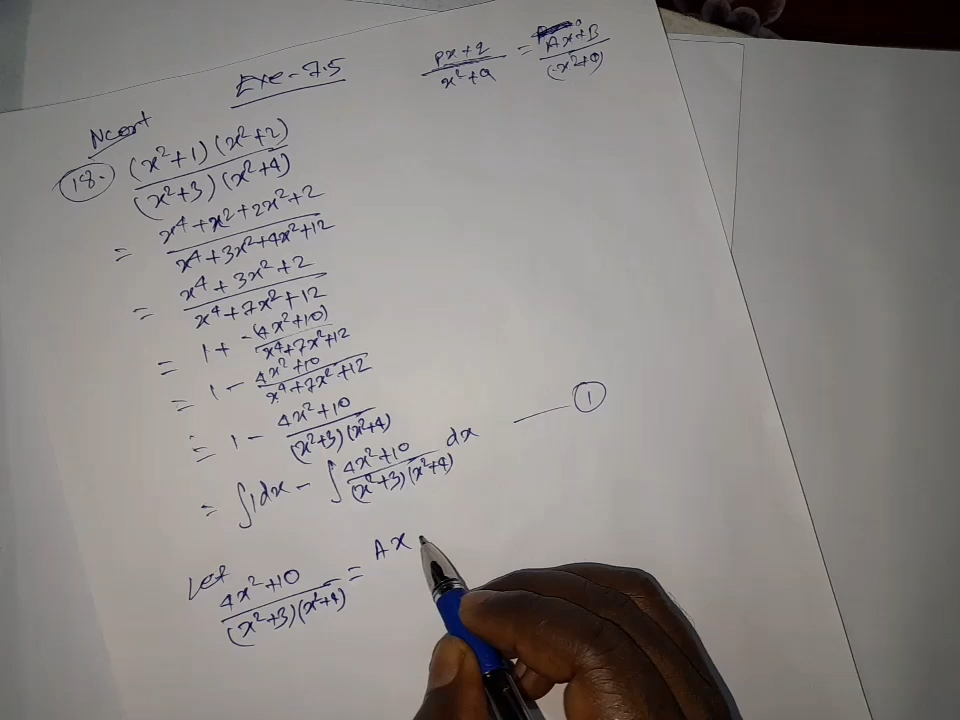 Exe-7.5
px+q / x²+a = Ax+B / (x²+a)
Ncert
18. (x²+1)(x²+2) / (x²+3)(x²+4)
= x⁴+x²+2x²+2 / x⁴+3x²+4x²+12
= x⁴+3x²+2 / x⁴+7x²+12
= 1+ -(4x²+10) / x⁴+7x²+12
= 1 - 4x²+10 / x⁴+7x²+12
= 1 - 4x²+10 / (x²+3)(x²+4)
= ∫1dx - ∫ 4x²+10 / (x²+3)(x²+4) dx — 1
Let
4x²+10 / (x²+3)(x²+4) = Ax